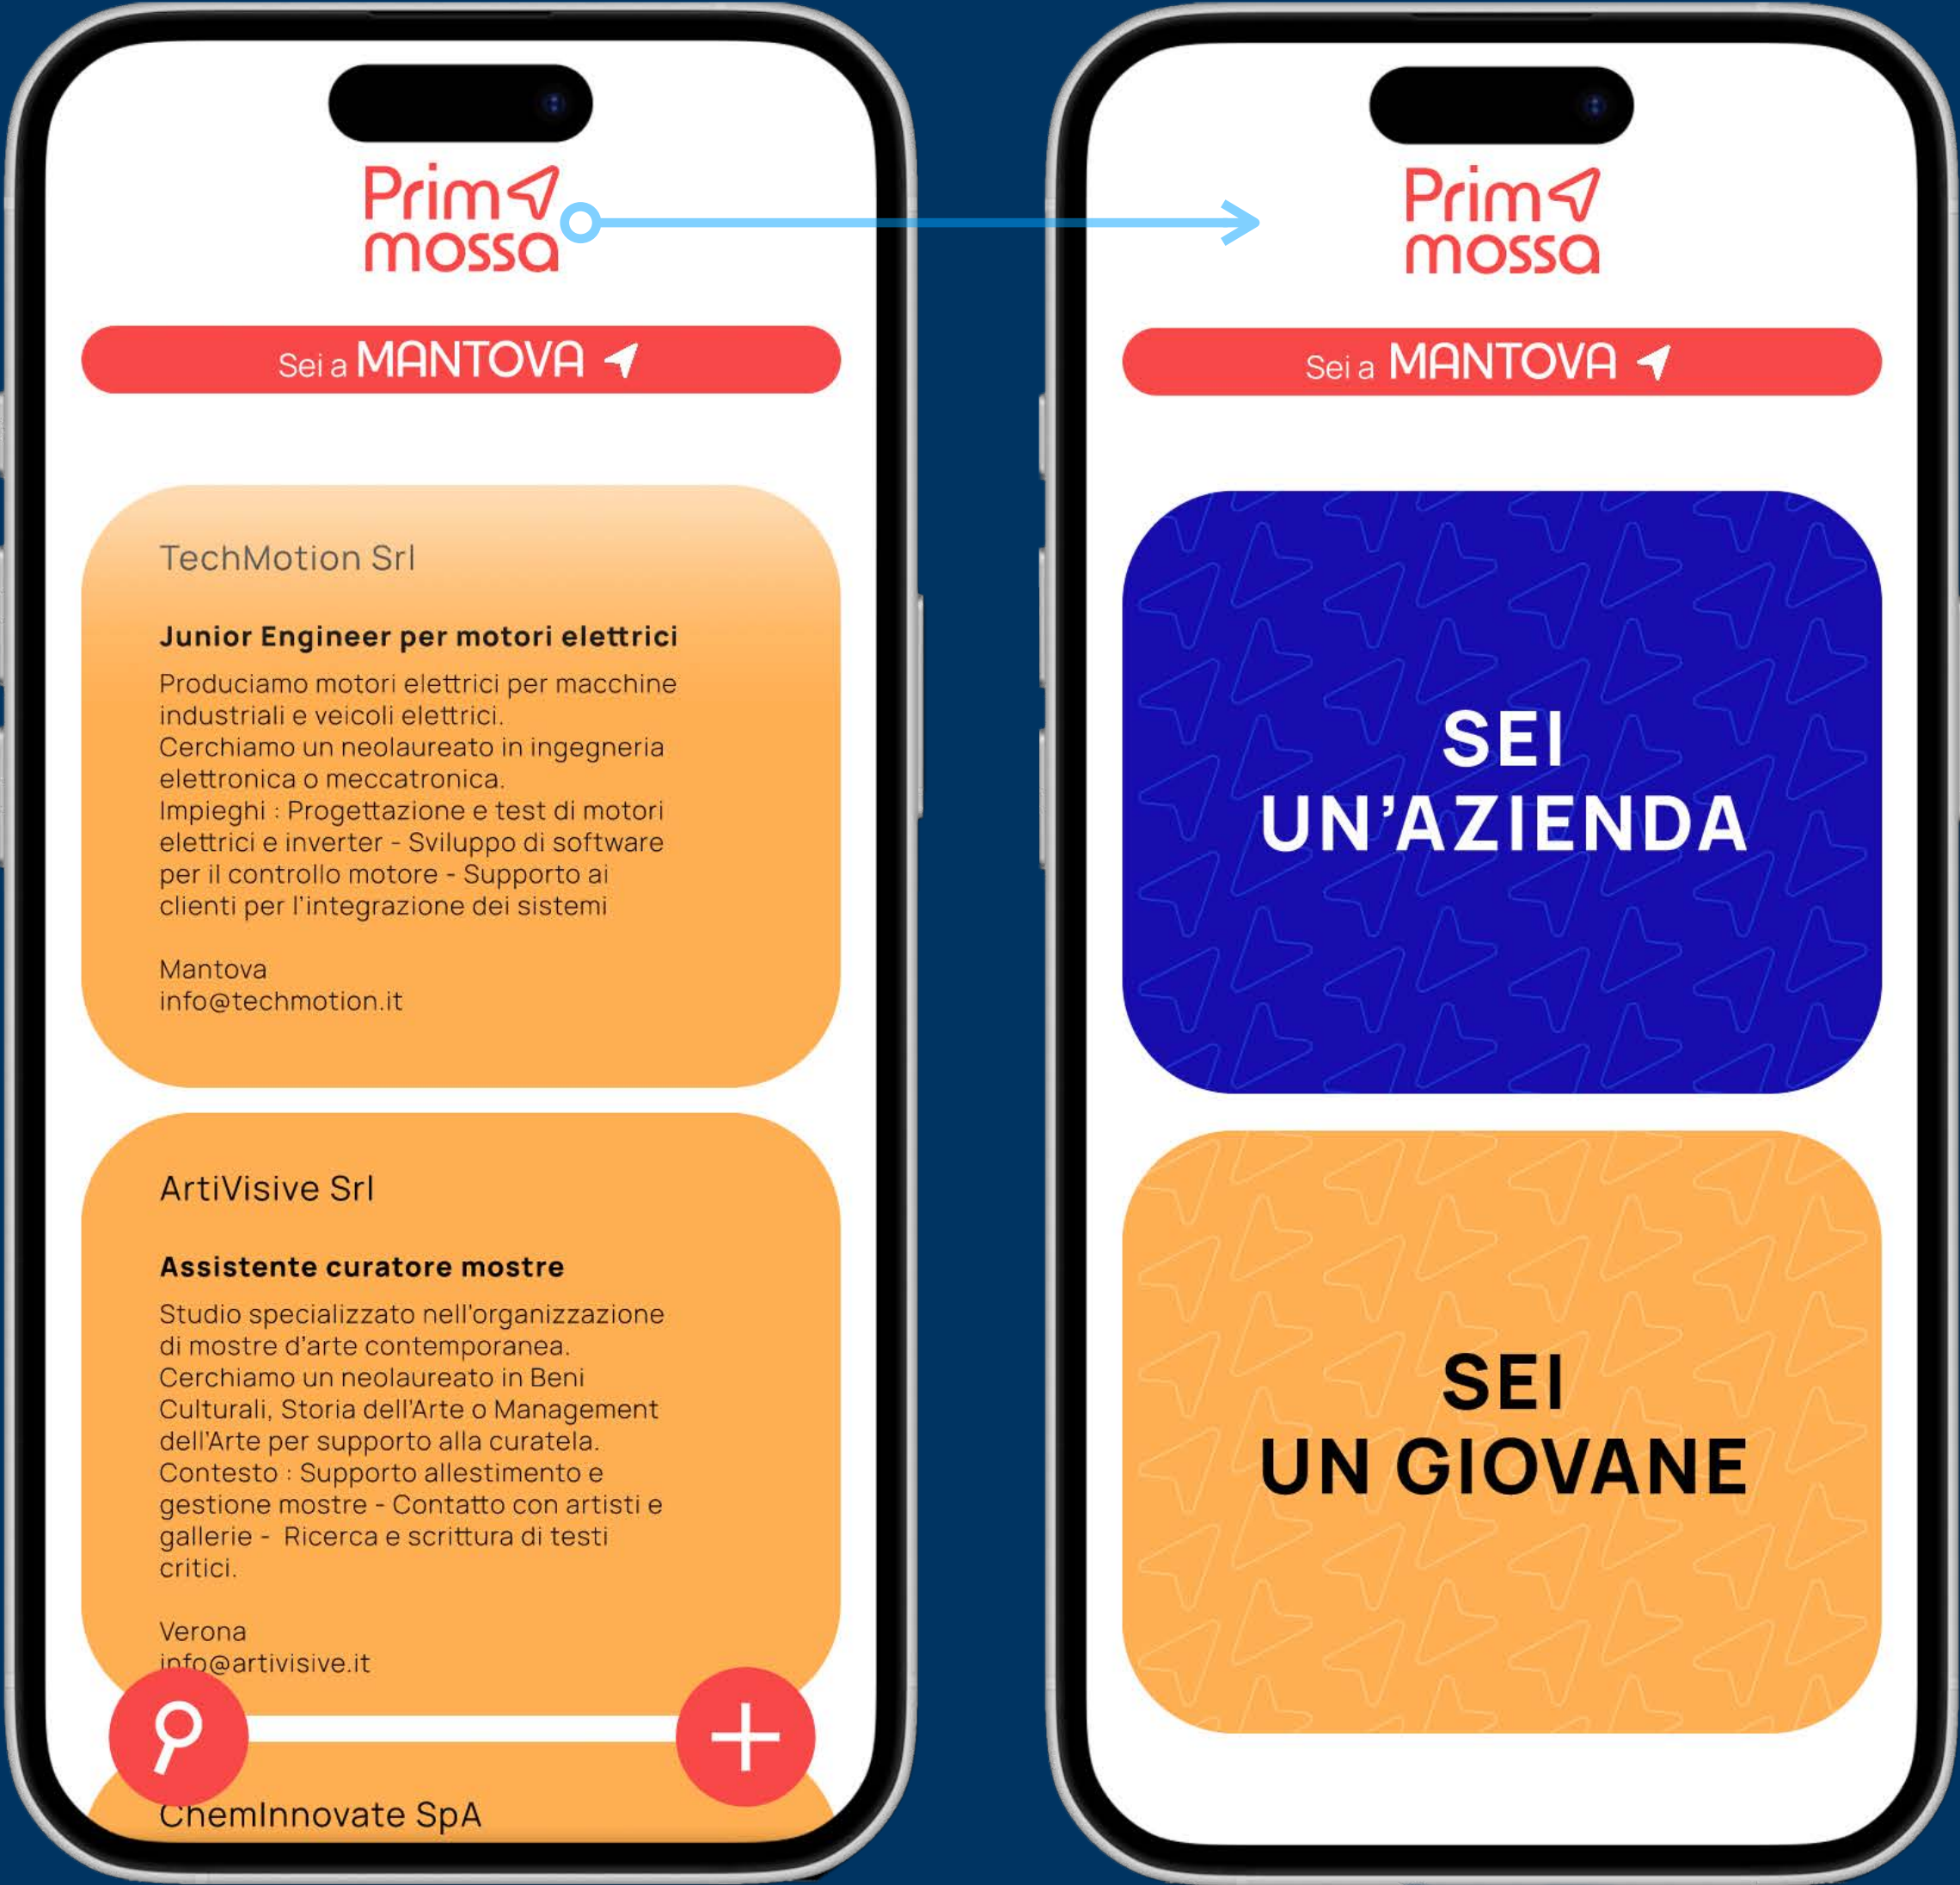 Prim
mossa
Sei a MANTOVA
TechMotion Srl
Junior Engineer per motori elettrici
Produciamo motori elettrici per macchine
industriali e veicoli elettrici.
Cerchiamo un neolaureato in ingegneria
elettronica o meccatronica.
Impieghi : Progettazione e test di motori
elettrici e inverter - Sviluppo di software
per il controllo motore - Supporto ai
clienti per l'integrazione dei sistemi
Mantova
info@techmotion.it
ArtiVisive Srl
Assistente curatore mostre
Studio specializzato nell'organizzazione
di mostre d'arte contemporanea.
Cerchiamo un neolaureato in Beni
Culturali, Storia dell'Arte o Management
dell'Arte per supporto alla curatela.
Contesto : Supporto allestimento e
gestione mostre - Contatto con artisti e
gallerie - Ricerca e scrittura di testi
critici.
Verona
info@artivisive.it
ChemInnovate SpA
Prim
mossa
Sei a MANTOVA
SEI
UN'AZIENDA
SEI
UN GIOVANE